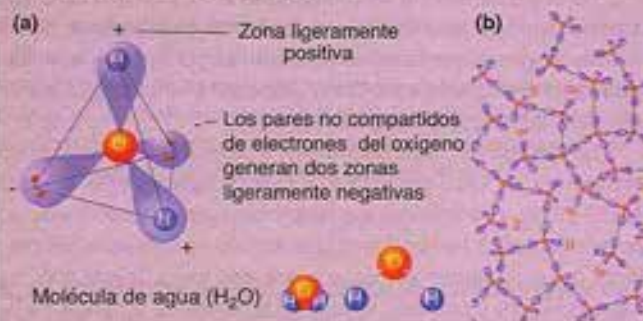 (a)
+
Zona ligeramente
positiva
H
O
Los pares no compartidos
de electrones del oxígeno
generan dos zonas
ligeramente negativas
-
H
+
Molécula de agua (H₂O)
H
H
O
H
(b)